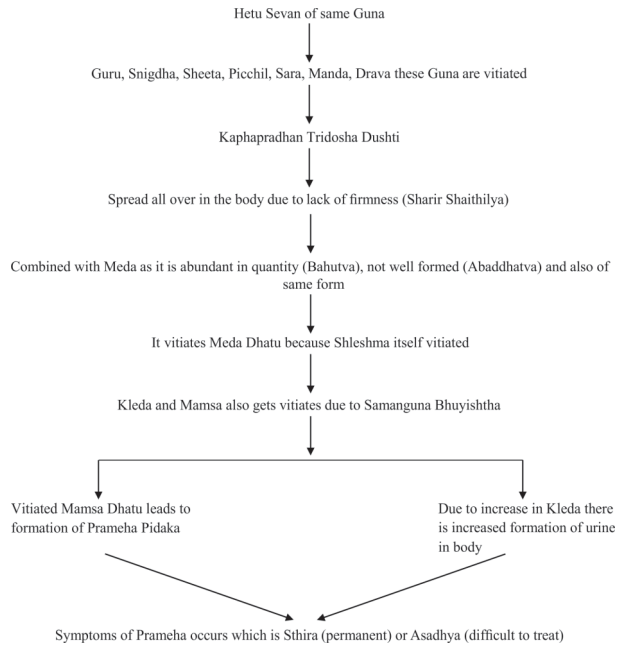 Hetu Sevan of same Guna
Guru, Snigdha, Sheeta, Picchil, Sara, Manda, Drava these Guna are vitiated
Kaphapradhan Tridosha Dushti
Spread all over in the body due to lack of firmness (Sharir Shaithilya)
Combined with Meda as it is abundant in quantity (Bahutva), not well formed (Abaddhatva) and also of
same form
It vitiates Meda Dhatu because Shleshma itself vitiated
Kleda and Mamsa also gets vitiates due to Samanguna Bhuyishtha
Vitiated Mamsa Dhatu leads to
formation of Prameha Pidaka
Due to increase in Kleda there
is increased formation of urine
in body
Symptoms of Prameha occurs which is Sthira (permanent) or Asadhya (difficult to treat)